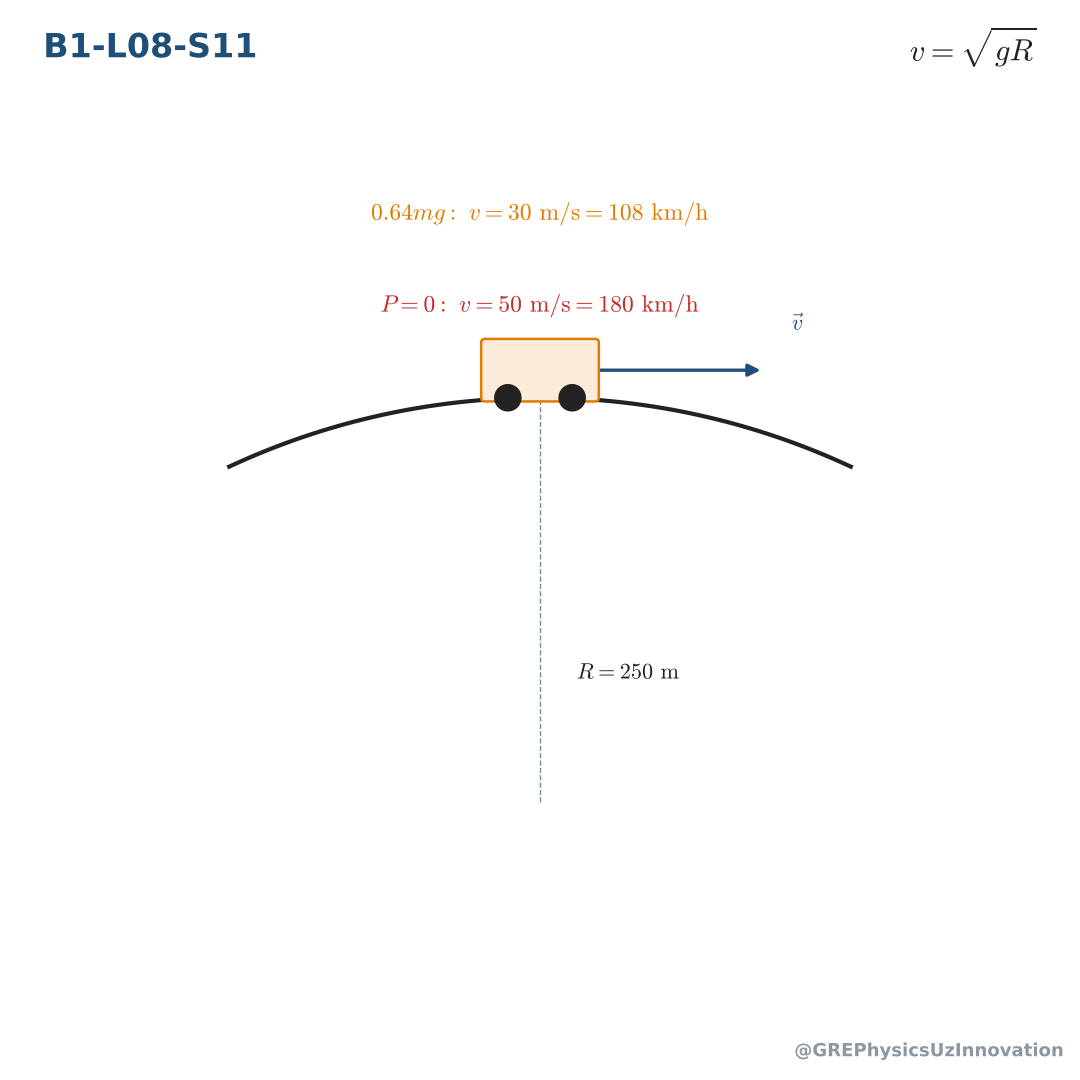 B1-L08-S11
v = √gR
0.64mg: v = 30 m/s = 108 km/h
P = 0: v = 50 m/s = 180 km/h
v⃗
R = 250 m
@GREPhysicsUzInnovation